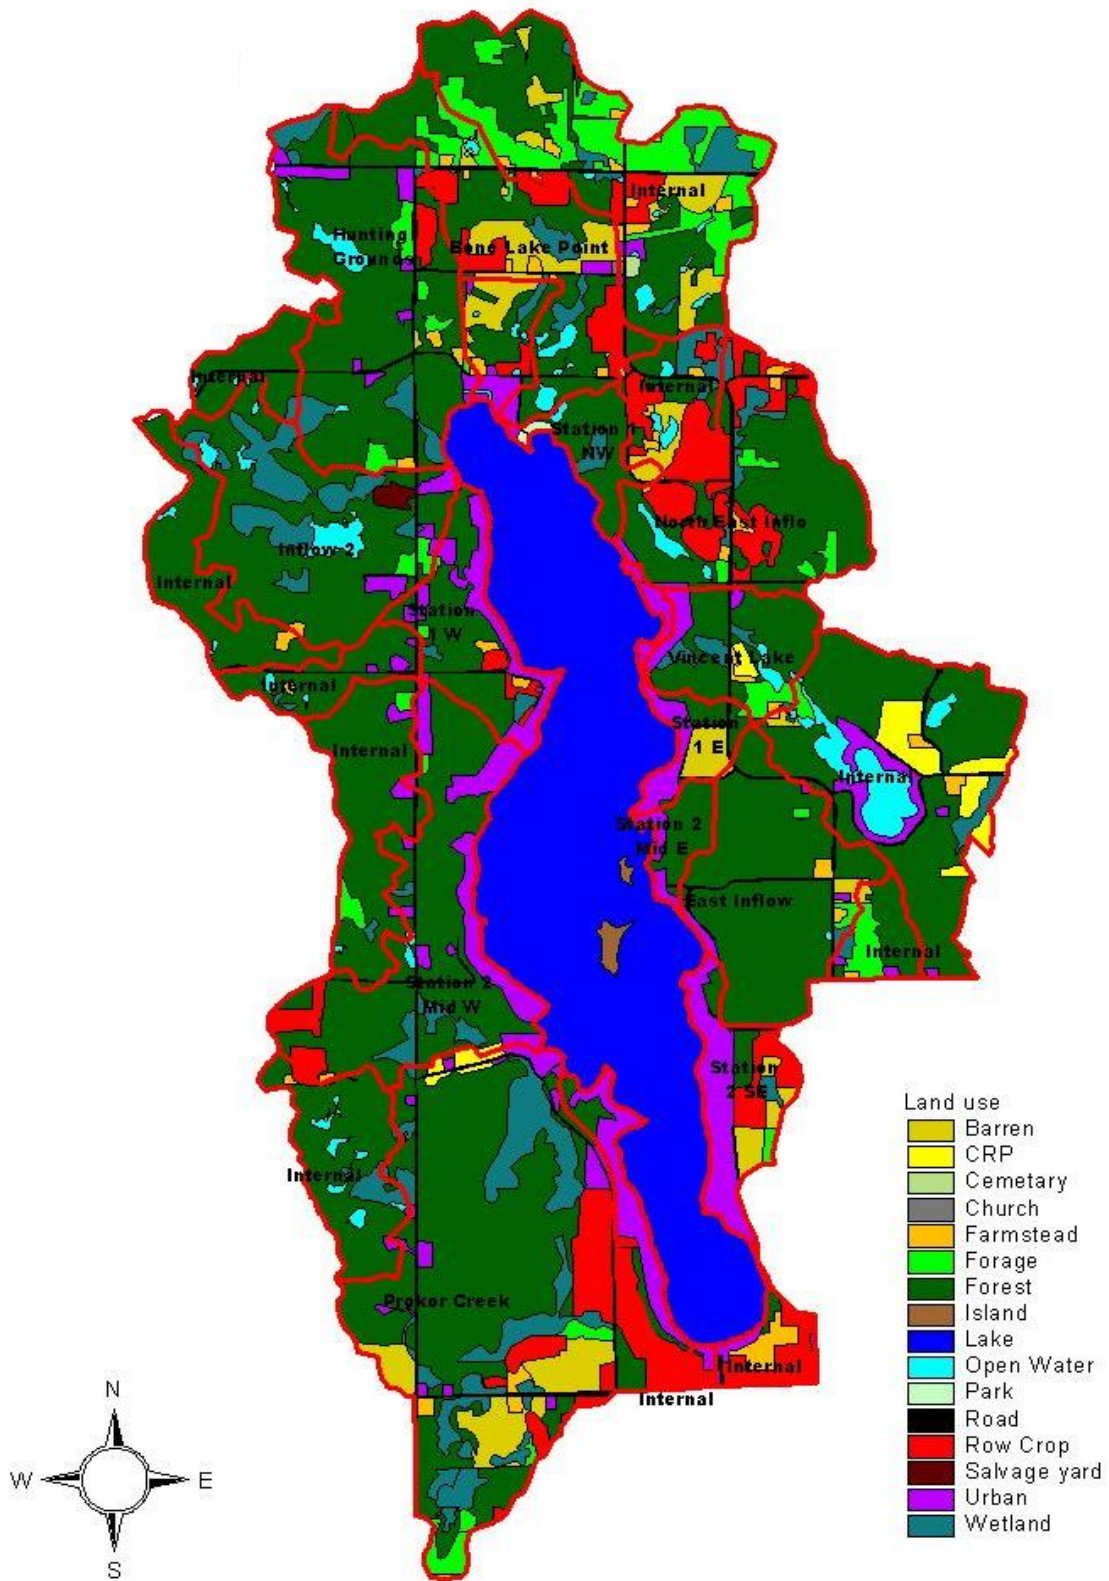 Internal
Hunting
Grounds
Bone Lake Point
Internal
Internal
Station 1
NW
North East Inflo
Inflow 2
Internal
Station
1 W
Vincent Lake
Internal
Station
1 E
Internal
Internal
Station 2
Mid E
East Inflow
Internal
Station 2
Mid W
Station
2 SE
Internal
Prokor Creek
Internal
Internal
Land use
Barren
CRP
Cemetary
Church
Farmstead
Forage
Forest
Island
Lake
Open Water
Park
Road
Row Crop
Salvage yard
Urban
Wetland
N
W
E
S